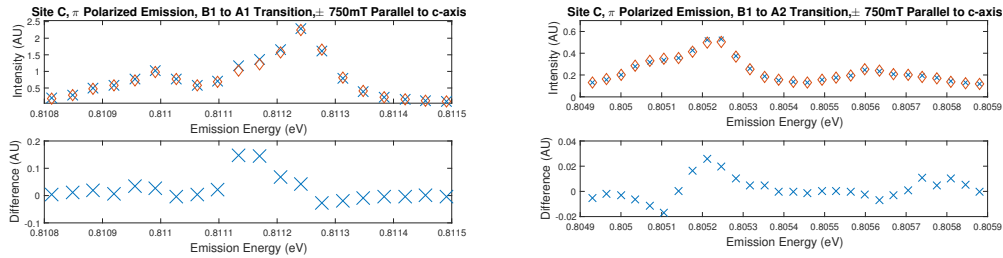 Site C, π Polarized Emission, B1 to A1 Transition,± 750mT Parallel to c-axis
2.5
2
1.5
1
0.5
Intensity (AU)
0.8108 0.8109 0.811 0.8111 0.8112 0.8113 0.8114 0.8115
Emission Energy (eV)
0.2
0.1
0
-0.1
Difference (AU)
0.8108 0.8109 0.811 0.8111 0.8112 0.8113 0.8114 0.8115
Emission Energy (eV)
Site C, π Polarized Emission, B1 to A2 Transition,± 750mT Parallel to c-axis
0.6
0.4
0.2
0
Intensity (AU)
0.8049 0.805 0.8051 0.8052 0.8053 0.8054 0.8055 0.8056 0.8057 0.8058 0.8059
Emission Energy (eV)
0.04
0.02
0
-0.02
Difference (AU)
0.8049 0.805 0.8051 0.8052 0.8053 0.8054 0.8055 0.8056 0.8057 0.8058 0.8059
Emission Energy (eV)